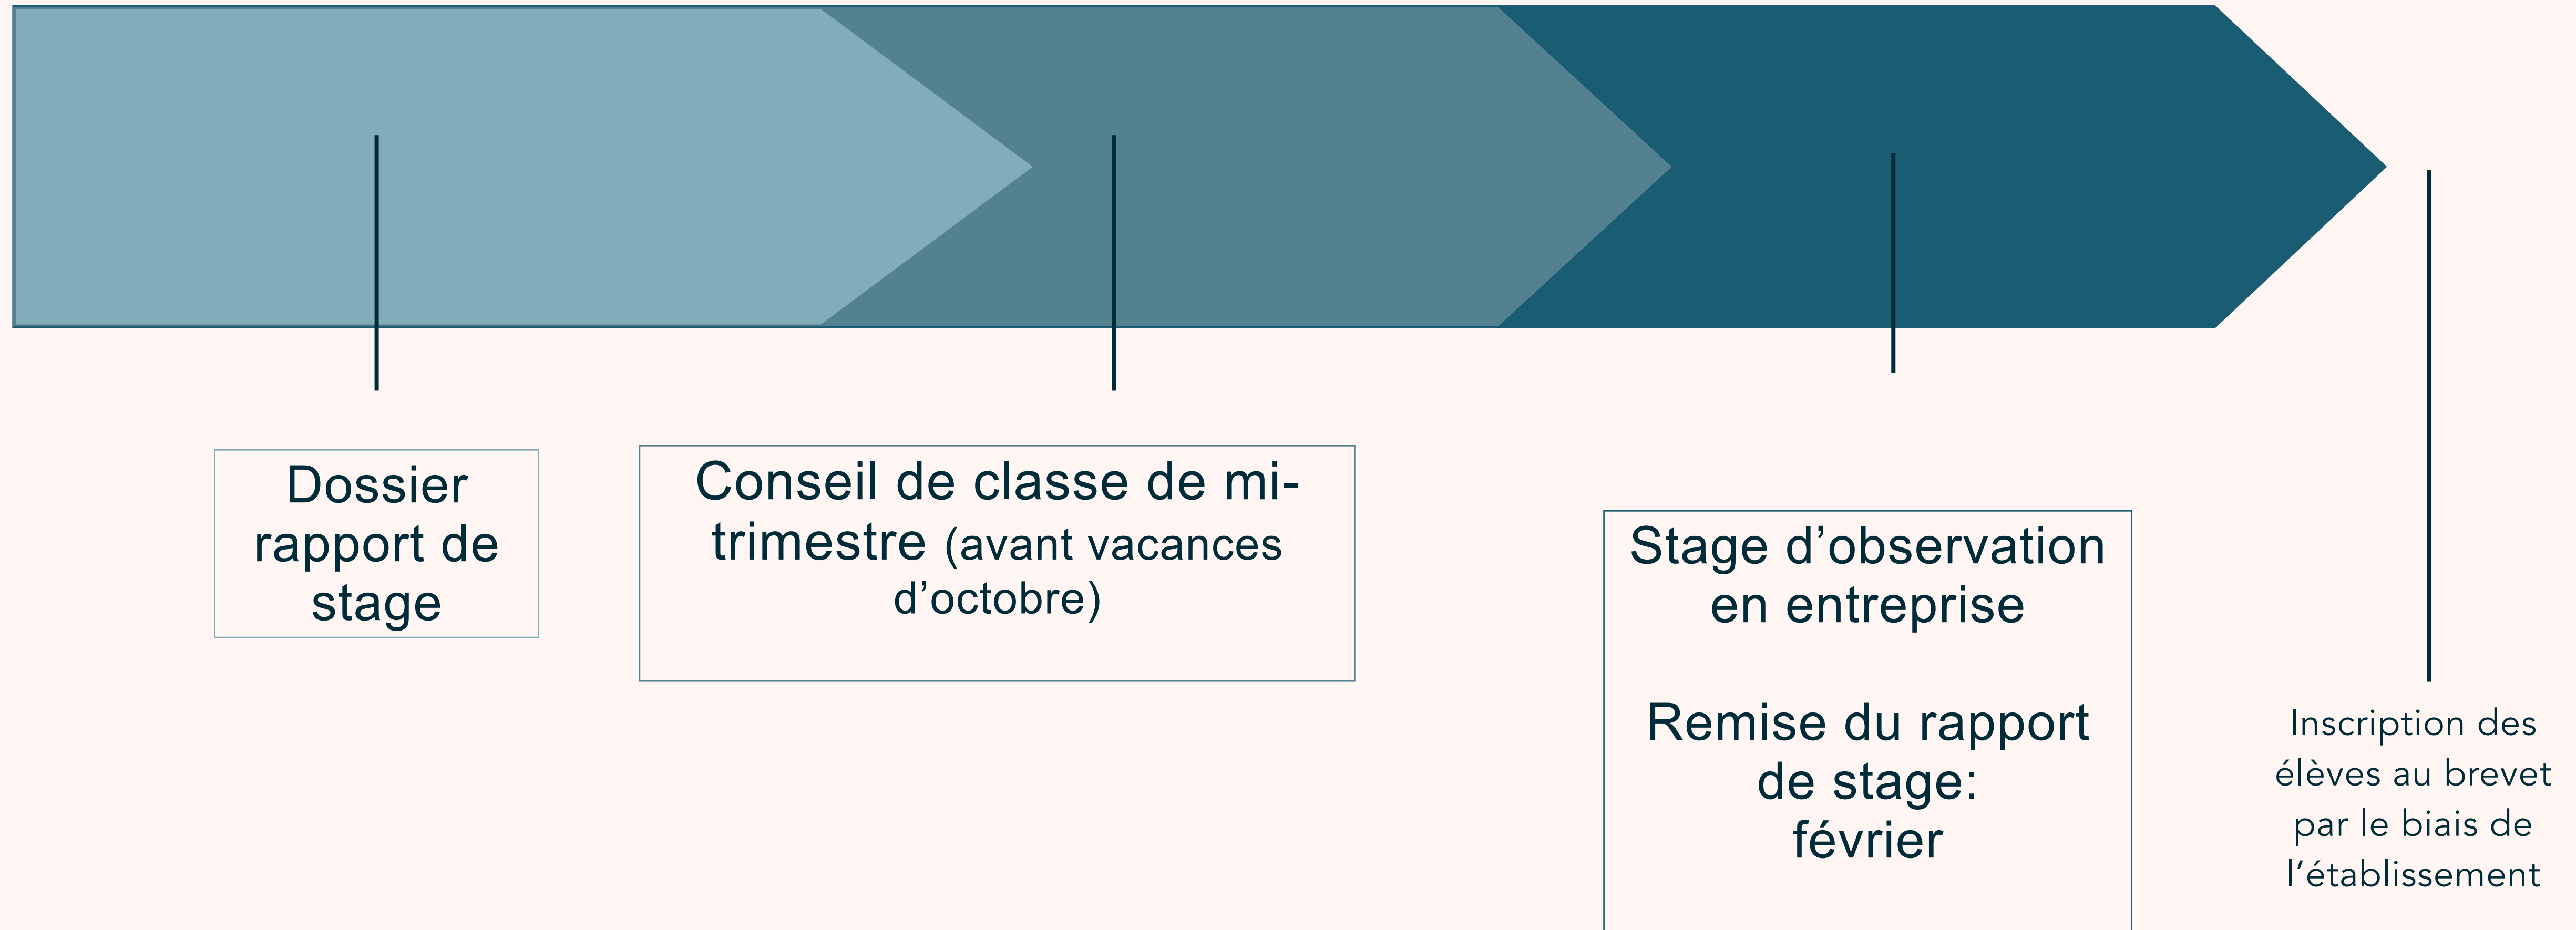 Dossier
rapport de
stage
Conseil de classe de mi-
trimestre (avant vacances
d’octobre)
Stage d’observation
en entreprise
Remise du rapport
de stage:
février
Inscription des
élèves au brevet
par le biais de
l’établissement